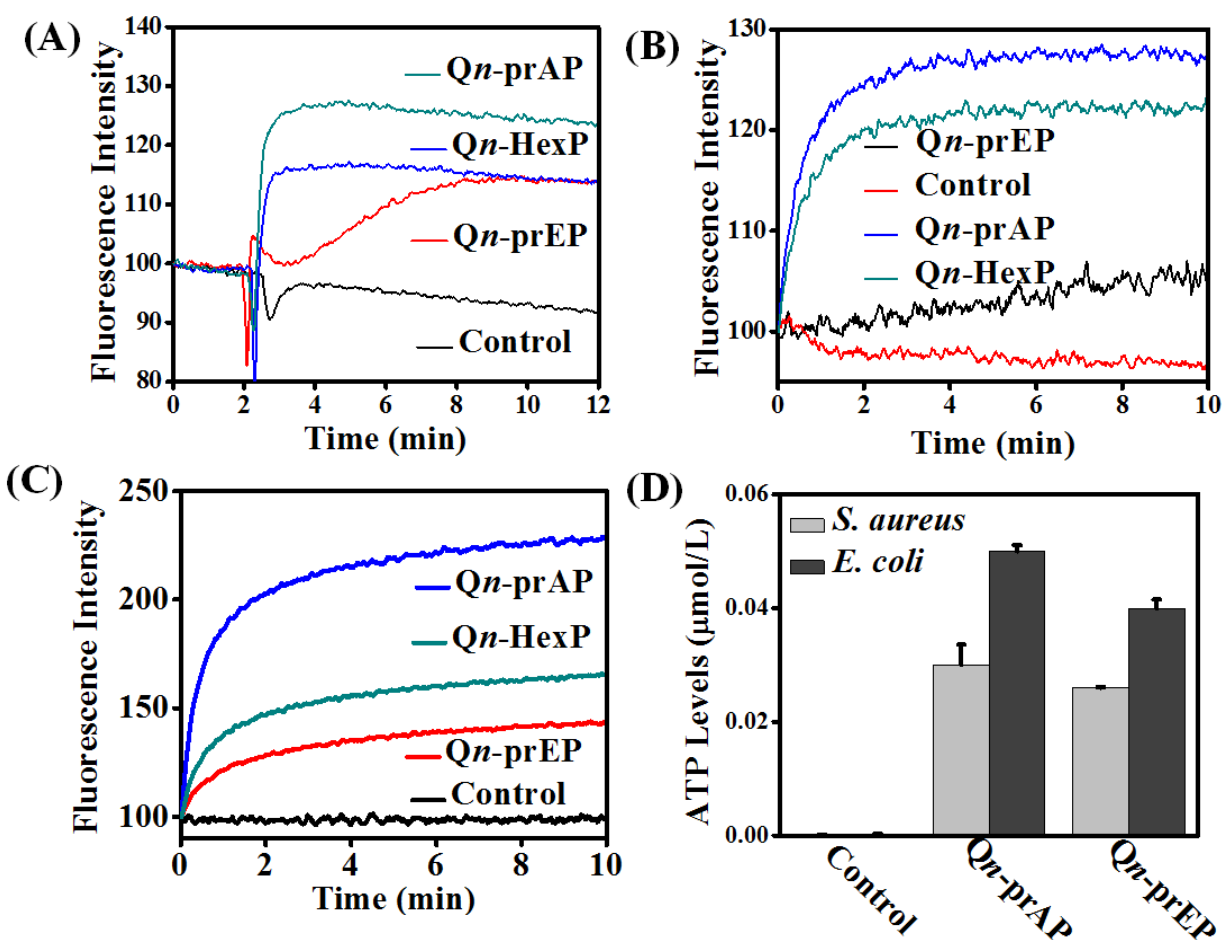 (A)
Fluorescence Intensity
140
130
120
110
100
90
80
Qn-prAP
Qn-HexP
Qn-prEP
Control
0 2 4 6 8 10 12
Time (min)
(B)
Fluorescence Intensity
130
120
110
100
Qn-prEP
Control
Qn-prAP
Qn-HexP
0 2 4 6 8 10
Time (min)
(C)
Fluorescence Intensity
250
200
150
100
Qn-prAP
Qn-HexP
Qn-prEP
Control
0 2 4 6 8 10
Time (min)
(D)
ATP Levels (µmol/L)
0.06
0.04
0.02
0.00
S. aureus
E. coli
Control
Qn-prAP
Qn-prEP